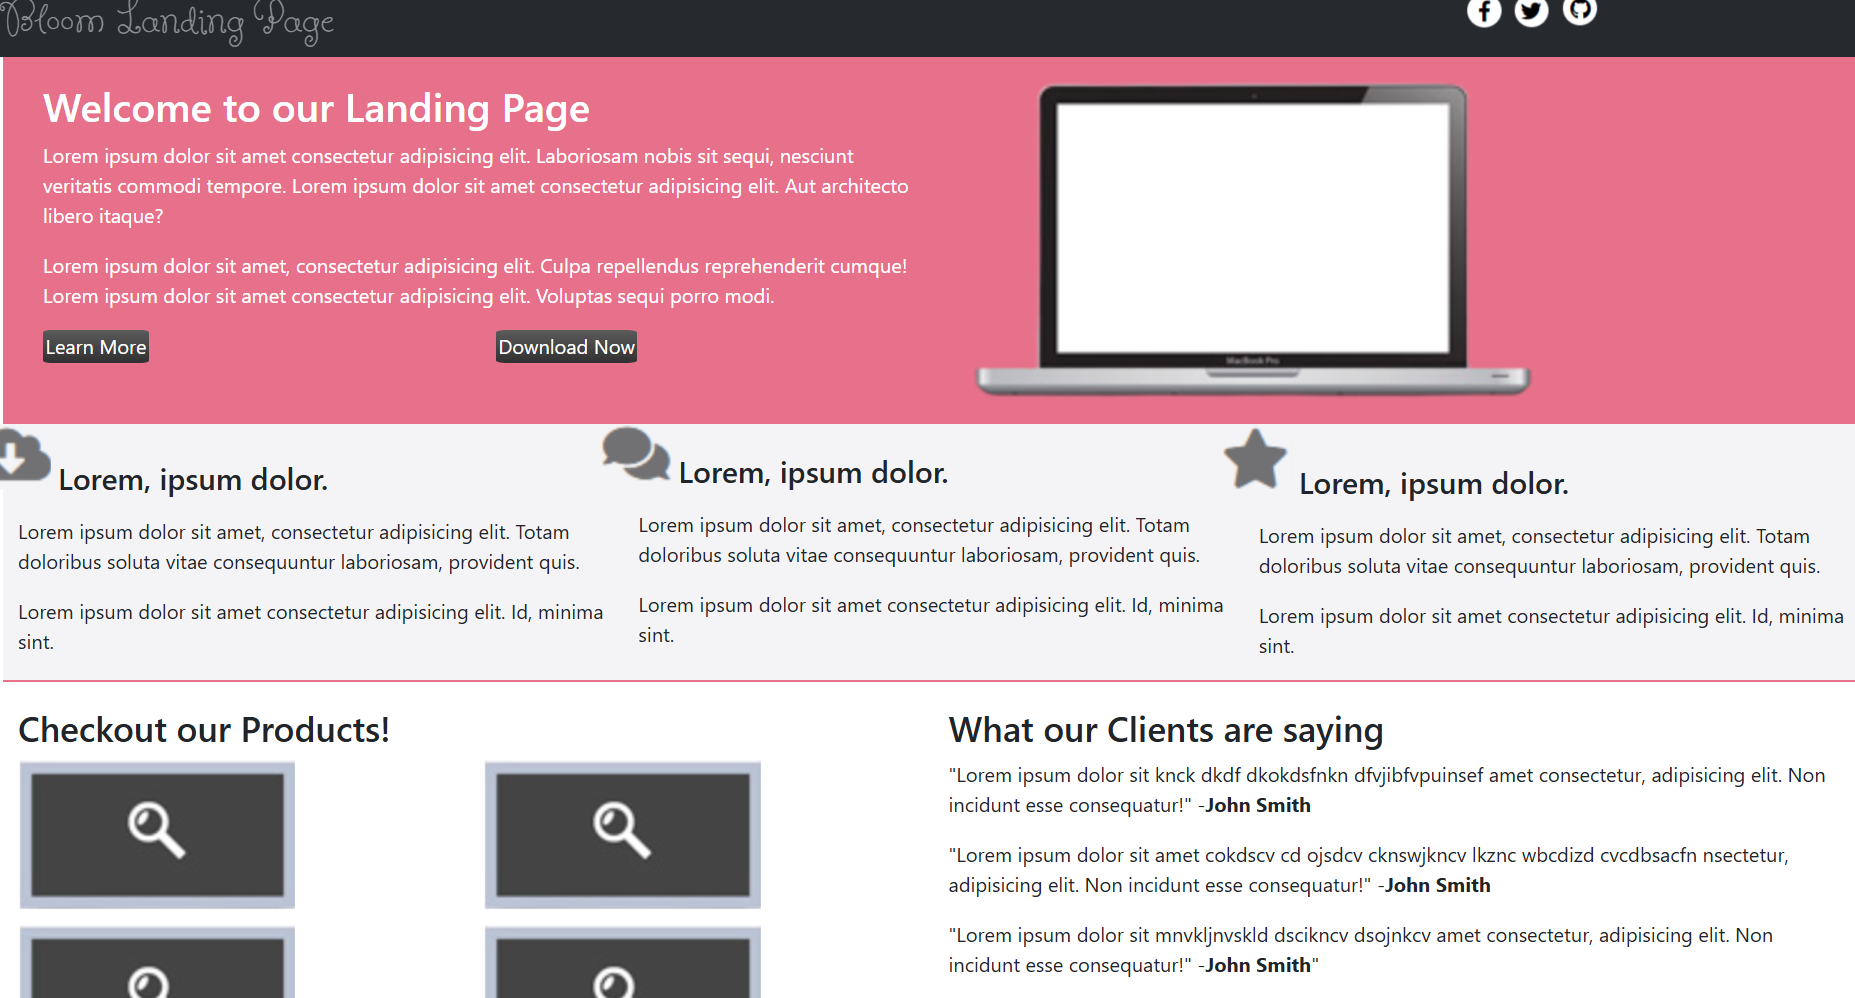 Bloom Landing Page
Welcome to our Landing Page
Lorem ipsum dolor sit amet consectetur adipisicing elit. Laboriosam nobis sit sequi, nesciunt
veritatis commodi tempore. Lorem ipsum dolor sit amet consectetur adipisicing elit. Aut architecto
libero itaque?
Lorem ipsum dolor sit amet, consectetur adipisicing elit. Culpa repellendus reprehenderit cumque!
Lorem ipsum dolor sit amet consectetur adipisicing elit. Voluptas sequi porro modi.
Learn More
Download Now
MacBook Pro
Lorem, ipsum dolor.
Lorem ipsum dolor sit amet, consectetur adipisicing elit. Totam
doloribus soluta vitae consequuntur laboriosam, provident quis.
Lorem ipsum dolor sit amet consectetur adipisicing elit. Id, minima
sint.
Lorem, ipsum dolor.
Lorem ipsum dolor sit amet, consectetur adipisicing elit. Totam
doloribus soluta vitae consequuntur laboriosam, provident quis.
Lorem ipsum dolor sit amet consectetur adipisicing elit. Id, minima
sint.
Lorem, ipsum dolor.
Lorem ipsum dolor sit amet, consectetur adipisicing elit. Totam
doloribus soluta vitae consequuntur laboriosam, provident quis.
Lorem ipsum dolor sit amet consectetur adipisicing elit. Id, minima
sint.
Checkout our Products!
What our Clients are saying
"Lorem ipsum dolor sit knck dkdf dkokdsfnkn dfvjibfvpuinsef amet consectetur, adipisicing elit. Non
incidunt esse consequatur!" -John Smith
"Lorem ipsum dolor sit amet cokdscv cd ojsdcv cknswjkncv lkznc wbcdizd cvcdbsacfn nsectetur,
adipisicing elit. Non incidunt esse consequatur!" -John Smith
"Lorem ipsum dolor sit mnvkljnvskld dscikncv dsojnkcv amet consectetur, adipisicing elit. Non
incidunt esse consequatur!" -John Smith"